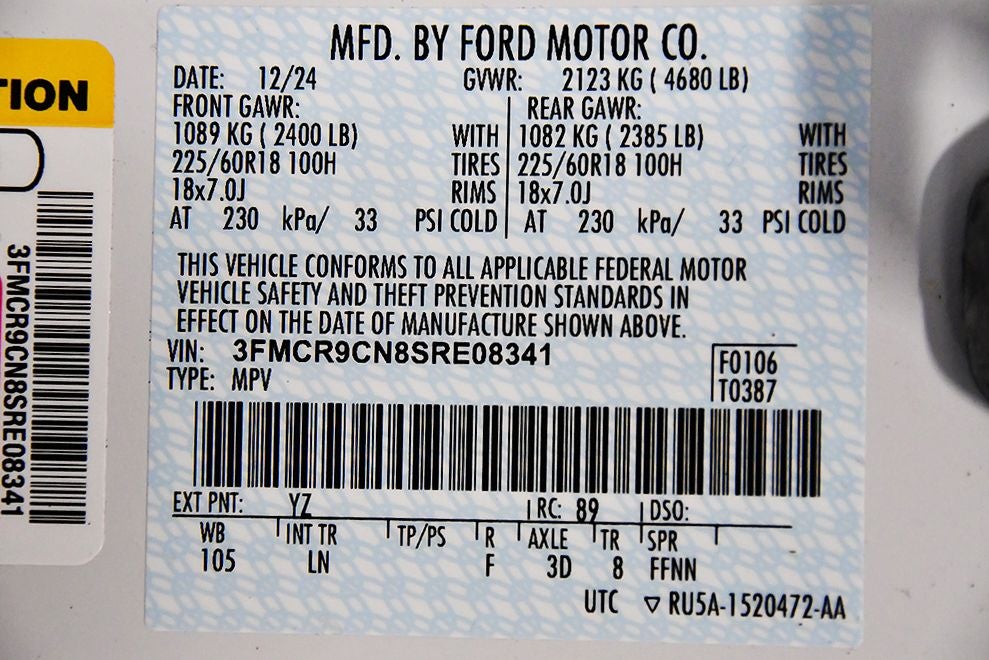 TION
3FMCR9CN8SRE08341
MFD. BY FORD MOTOR CO.
DATE: 12/24 GVWR: 2123 KG ( 4680 LB)
FRONT GAWR: REAR GAWR:
1089 KG ( 2400 LB) WITH 1082 KG ( 2385 LB) WITH
225/60R18 100H TIRES 225/60R18 100H TIRES
18x7.0J RIMS 18x7.0J RIMS
AT 230 kPa/ 33 PSI COLD AT 230 kPa/ 33 PSI COLD
THIS VEHICLE CONFORMS TO ALL APPLICABLE FEDERAL MOTOR
VEHICLE SAFETY AND THEFT PREVENTION STANDARDS IN
EFFECT ON THE DATE OF MANUFACTURE SHOWN ABOVE.
VIN: 3FMCR9CN8SRE08341 F0106
TYPE: MPV T0387
EXT PNT: YZ RC: 89 DSO:
WB INT TR TP/PS R AXLE TR SPR
105 LN F 3D 8 FFNN
UTC ▽ RU5A-1520472-AA